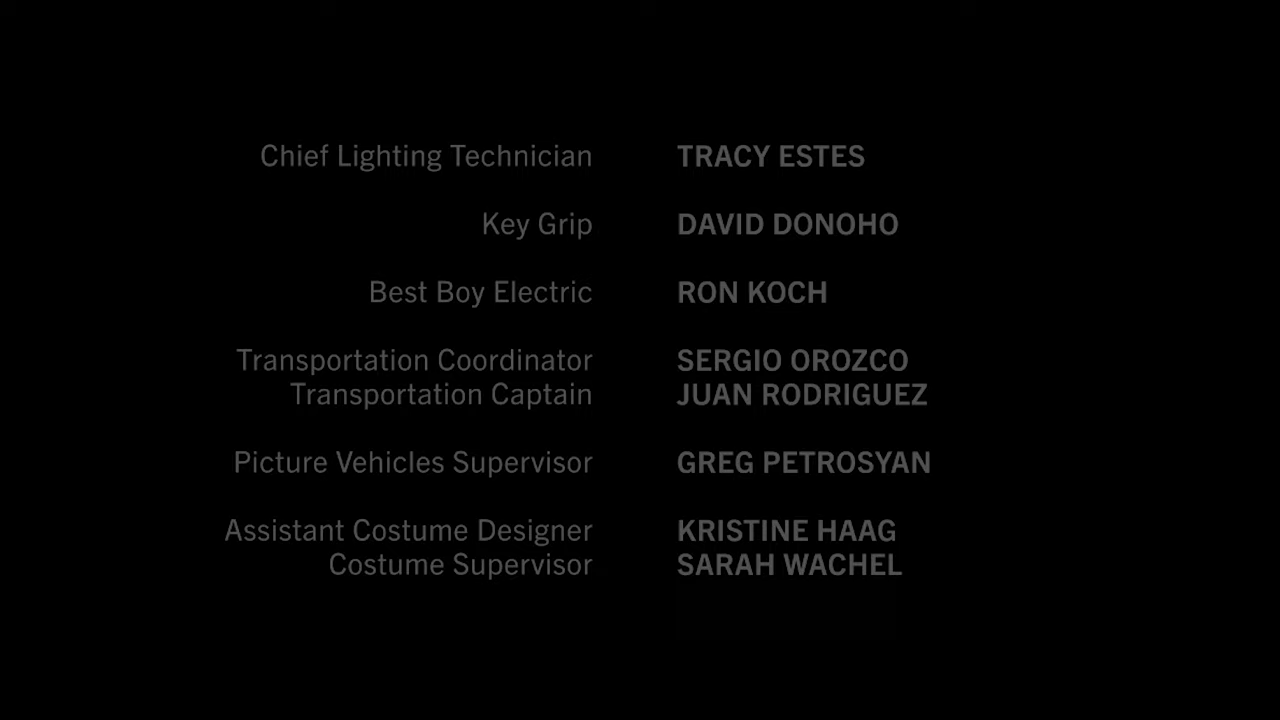 Chief Lighting Technician TRACY ESTES
Key Grip DAVID DONOHO
Best Boy Electric RON KOCH
Transportation Coordinator SERGIO OROZCO
Transportation Captain JUAN RODRIGUEZ
Picture Vehicles Supervisor GREG PETROSYAN
Assistant Costume Designer KRISTINE HAAG
Costume Supervisor SARAH WACHEL